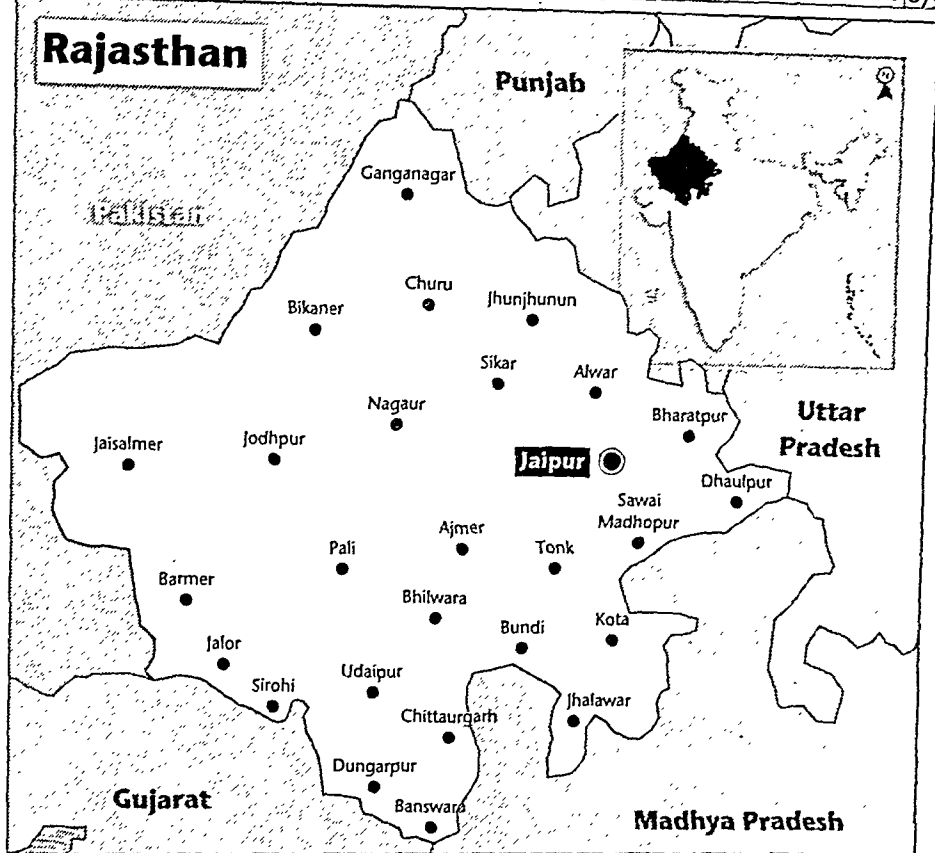 Rajasthan
Punjab
N
Pakistan
Ganganagar
Churu
Jhunjhunun
Bikaner
Sikar
Alwar
Nagaur
Bharatpur
Uttar
Pradesh
Jaisalmer
Jodhpur
Jaipur
Dhaulpur
Sawai
Madhopur
Ajmer
Pali
Tonk
Barmer
Bhilwara
Bundi
Kota
Jalor
Udaipur
Sirohi
Jhalawar
Chittaurgarh
Dungarpur
Banswara
Gujarat
Madhya Pradesh